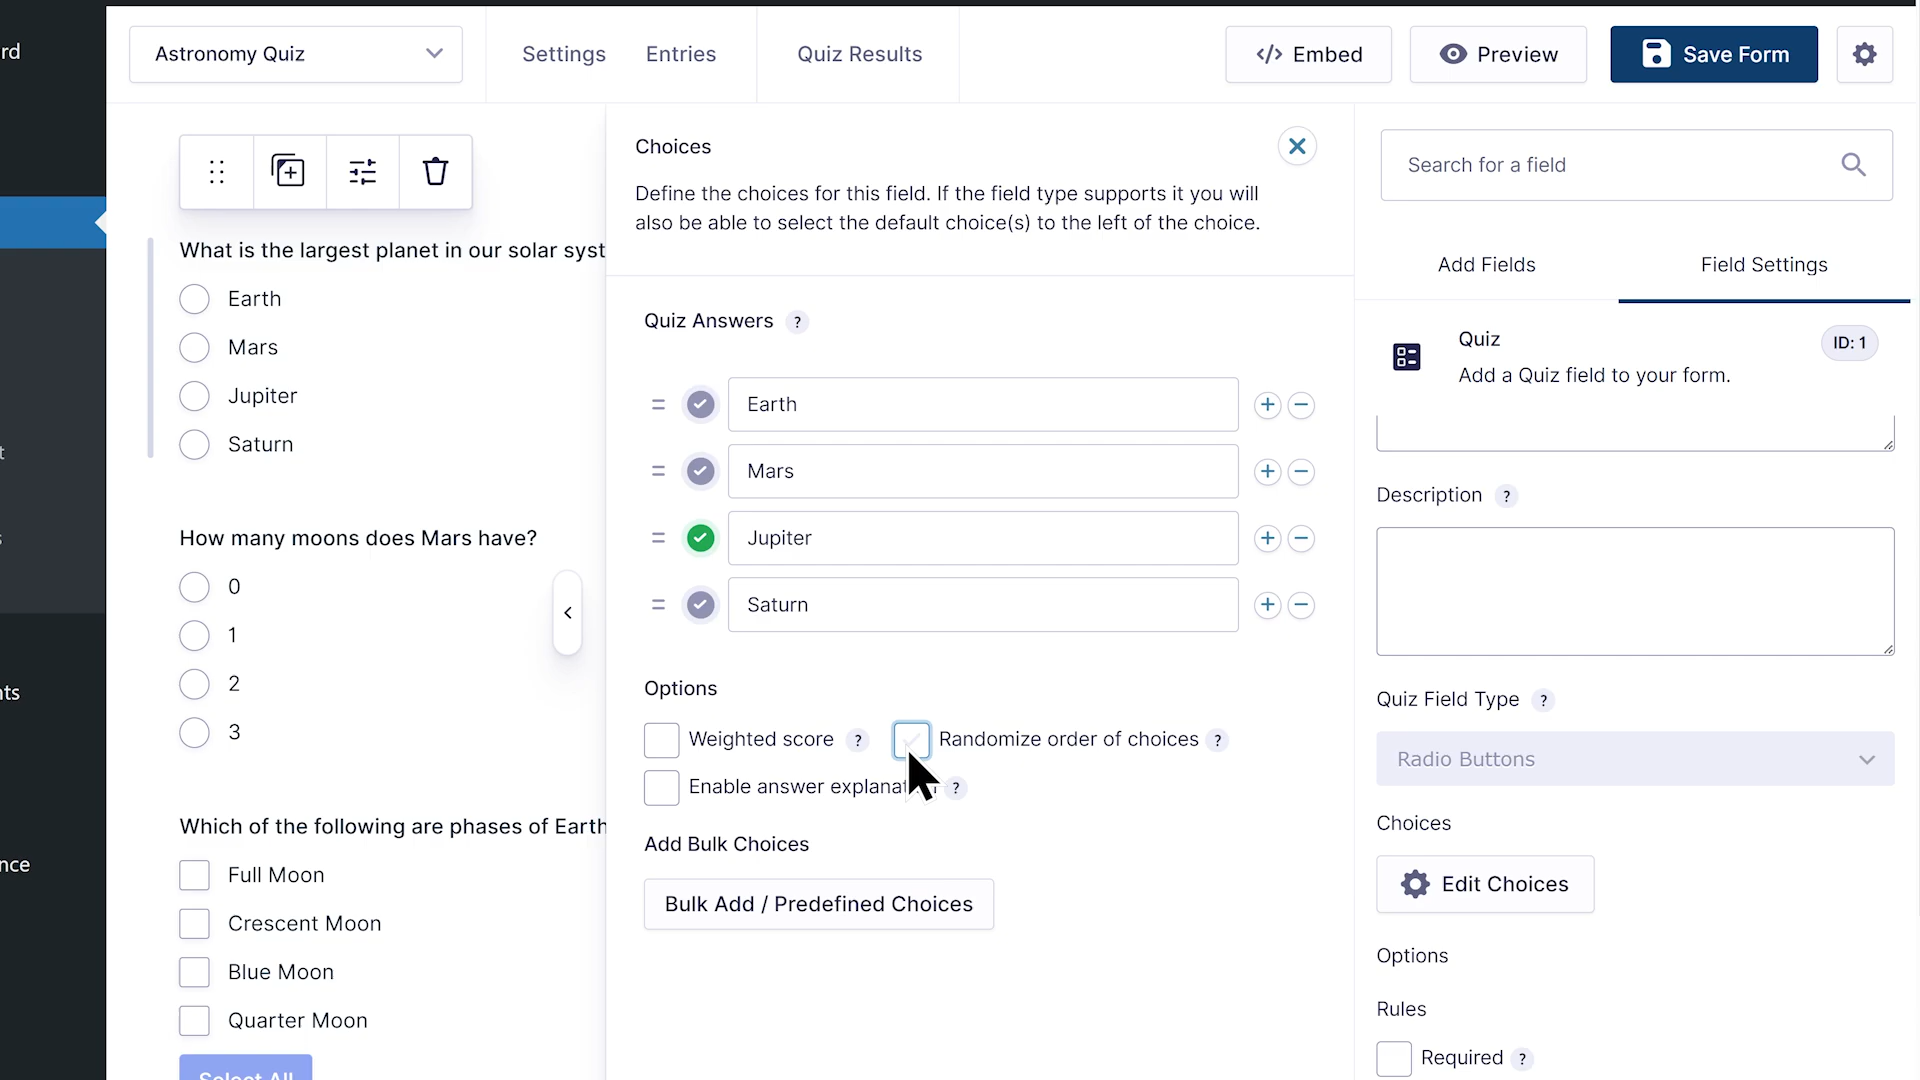 rd
Astronomy Quiz
Settings
Entries
Quiz Results
Embed
Preview
Save Form
What is the largest planet in our solar syst
Earth
Mars
Jupiter
Saturn
How many moons does Mars have?
0
1
2
3
Which of the following are phases of Earth
Full Moon
Crescent Moon
Blue Moon
Quarter Moon
Select All
t
s
nts
nce
Choices
Define the choices for this field. If the field type supports it you will
also be able to select the default choice(s) to the left of the choice.
Quiz Answers ?
Earth
Mars
Jupiter
Saturn
Options
Weighted score ?
Randomize order of choices ?
Enable answer explanat ?
Add Bulk Choices
Bulk Add / Predefined Choices
Search for a field
Add Fields
Field Settings
Quiz
ID: 1
Add a Quiz field to your form.
Description ?
Quiz Field Type ?
Radio Buttons
Choices
Edit Choices
Options
Rules
Required ?